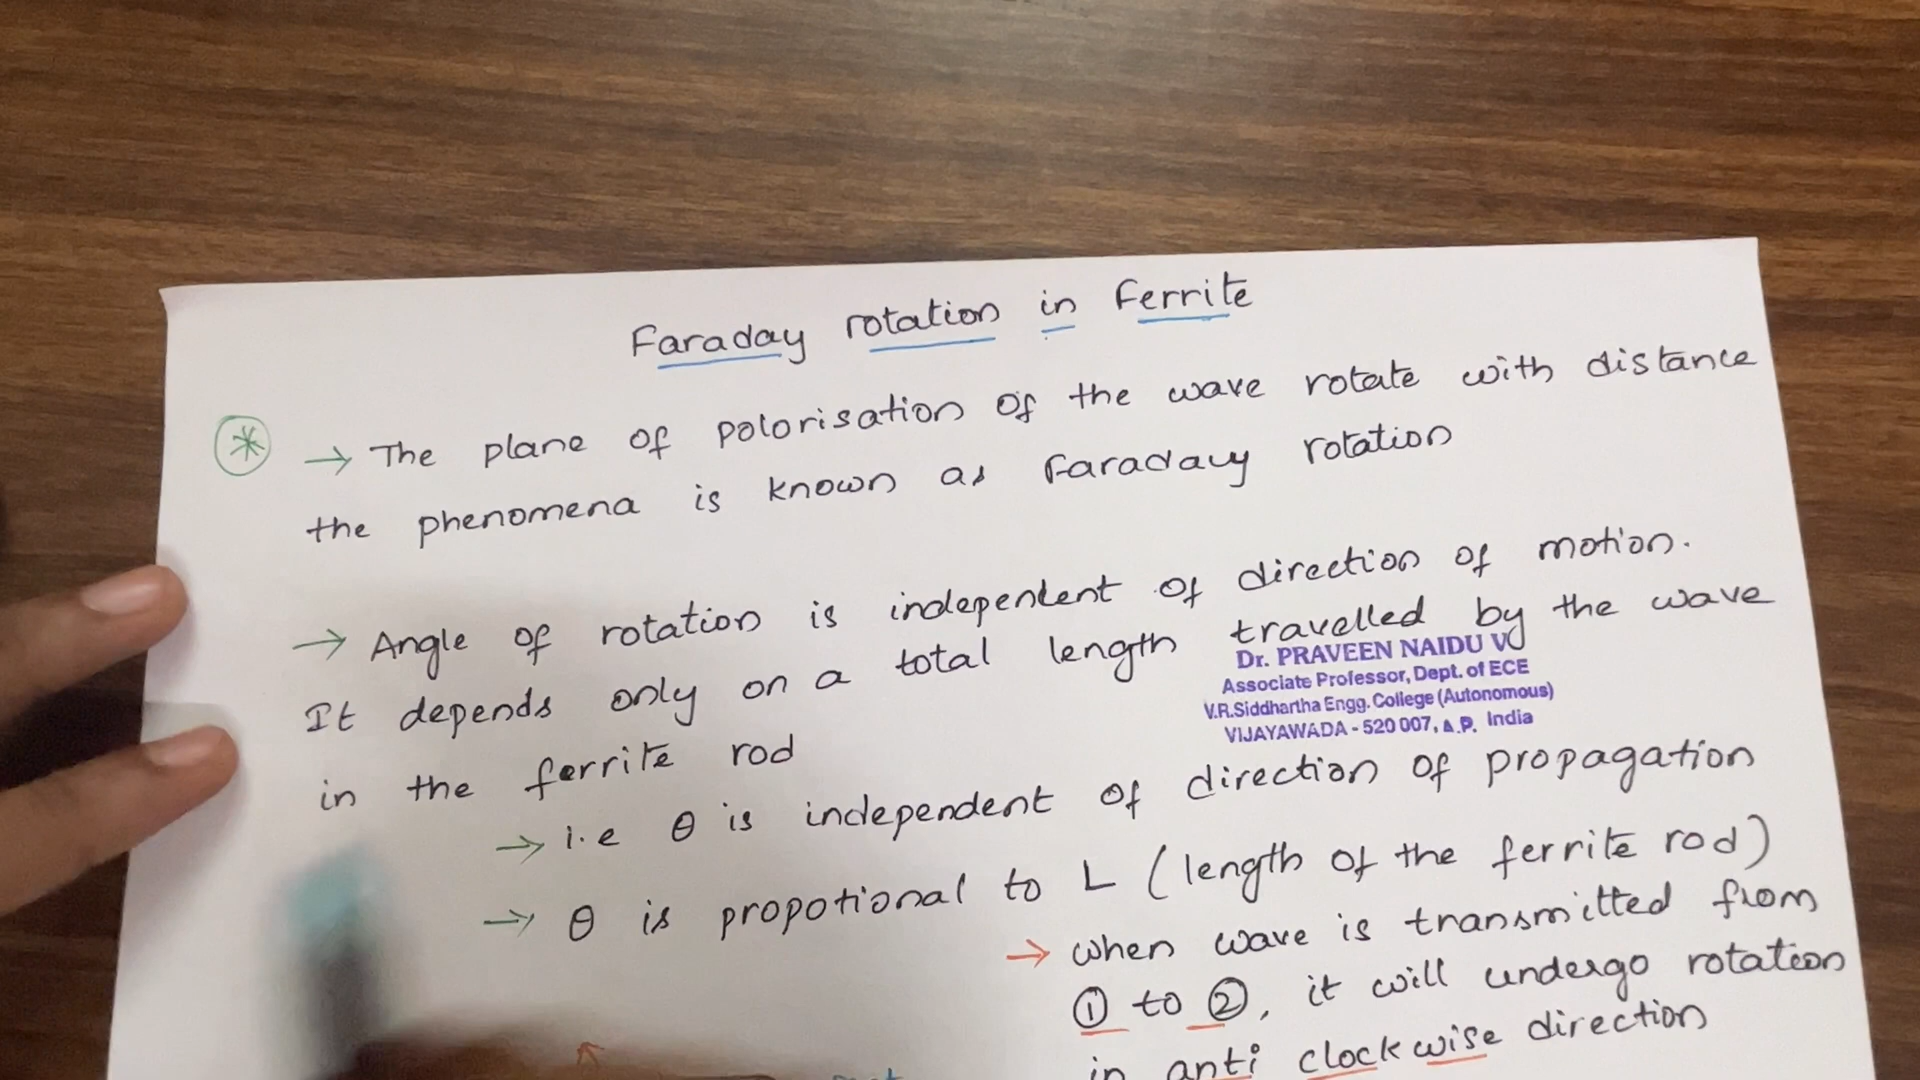 Faraday rotation in Ferrite
→ The plane of polorisation of the wave rotate with distance
the phenomena is known as Faraday rotation
→ Angle of rotation is independent of direction of motion.
It depends only on a total length travelled by the wave
Dr. PRAVEEN NAIDU V
Associate Professor, Dept. of ECE
V.R.Siddhartha Engg. College (Autonomous)
VIJAYAWADA - 520 007, A.P. India
in the ferrite rod
→ i.e θ is independent of direction of propagation
→ θ is propotional to L (length of the ferrite rod)
→ when wave is transmitted from
① to ②, it will undergo rotation
in anti clockwise direction